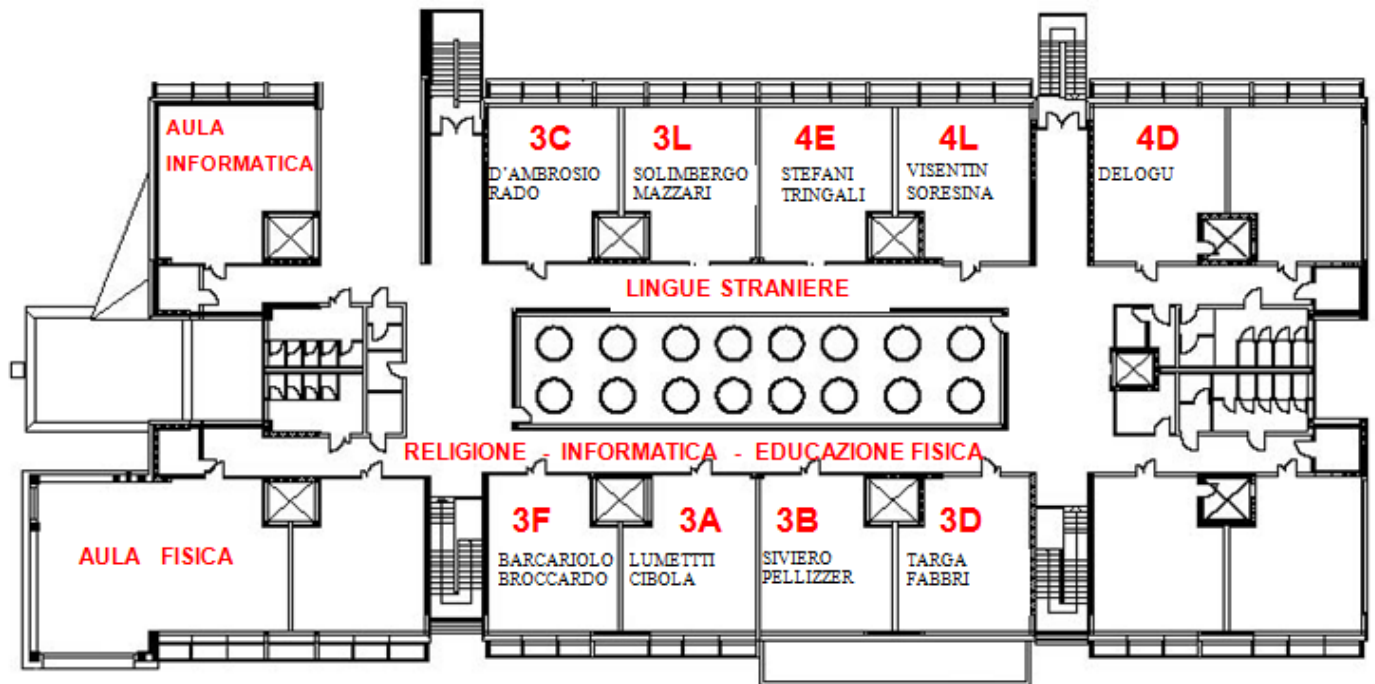 AULA
INFORMATICA
3C
D'AMBROSIO
RADO
3L
SOLIMBERGO
MAZZARI
4E
STEFANI
TRINGALI
4L
VISENTIN
SORESINA
4D
DELOGU
LINGUE STRANIERE
RELIGIONE - INFORMATICA - EDUCAZIONE FISICA
AULA FISICA
3F
BARCARIOLO
BROCCARDO
3A
LUMETTTI
CIBOLA
3B
SIVIERO
PELLIZZER
3D
TARGA
FABBRI